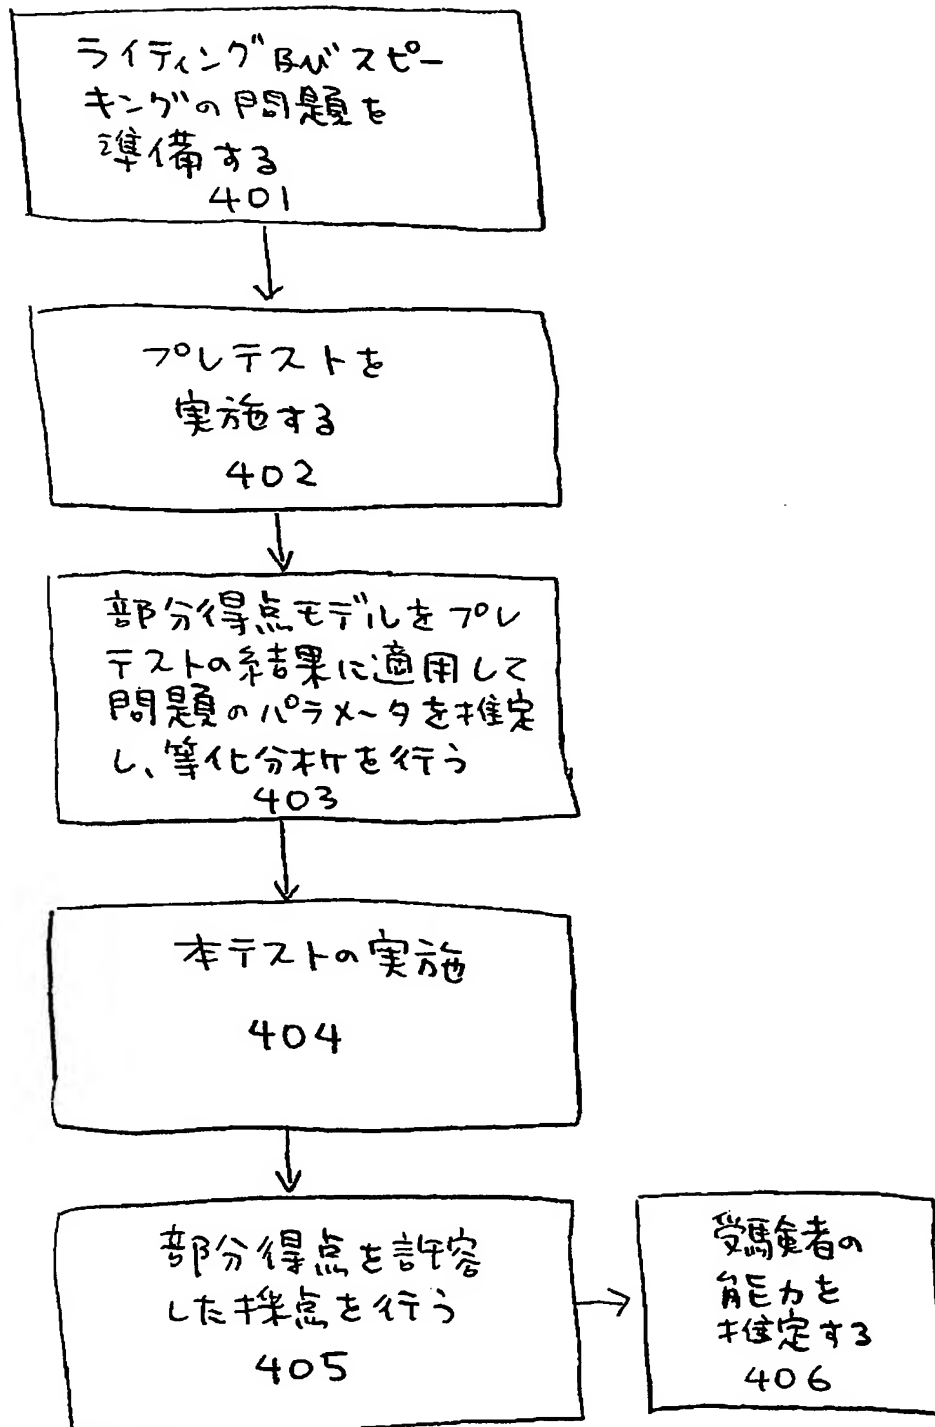 ライティング及びスピー
キングの問題を
準備する
401
プレテストを
実施する
402
部分得点モデルをプレ
テストの結果に適用して
問題のパラメータを推定
し、等化分析を行う
403
本テストの実施
404
部分得点を許容
した採点を行う
405
受験者の
能力を
推定する
406